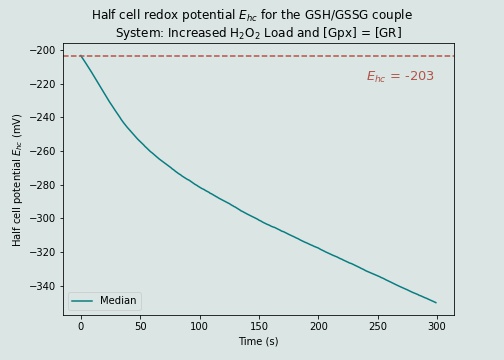 Half cell redox potential E_hc for the GSH/GSSG couple
System: Increased H₂O₂ Load and [Gpx] = [GR]
−200
−220
−240
−260
−280
−300
−320
−340
Half cell potential E_hc (mV)
E_hc = -203
Median
0 50 100 150 200 250 300
Time (s)